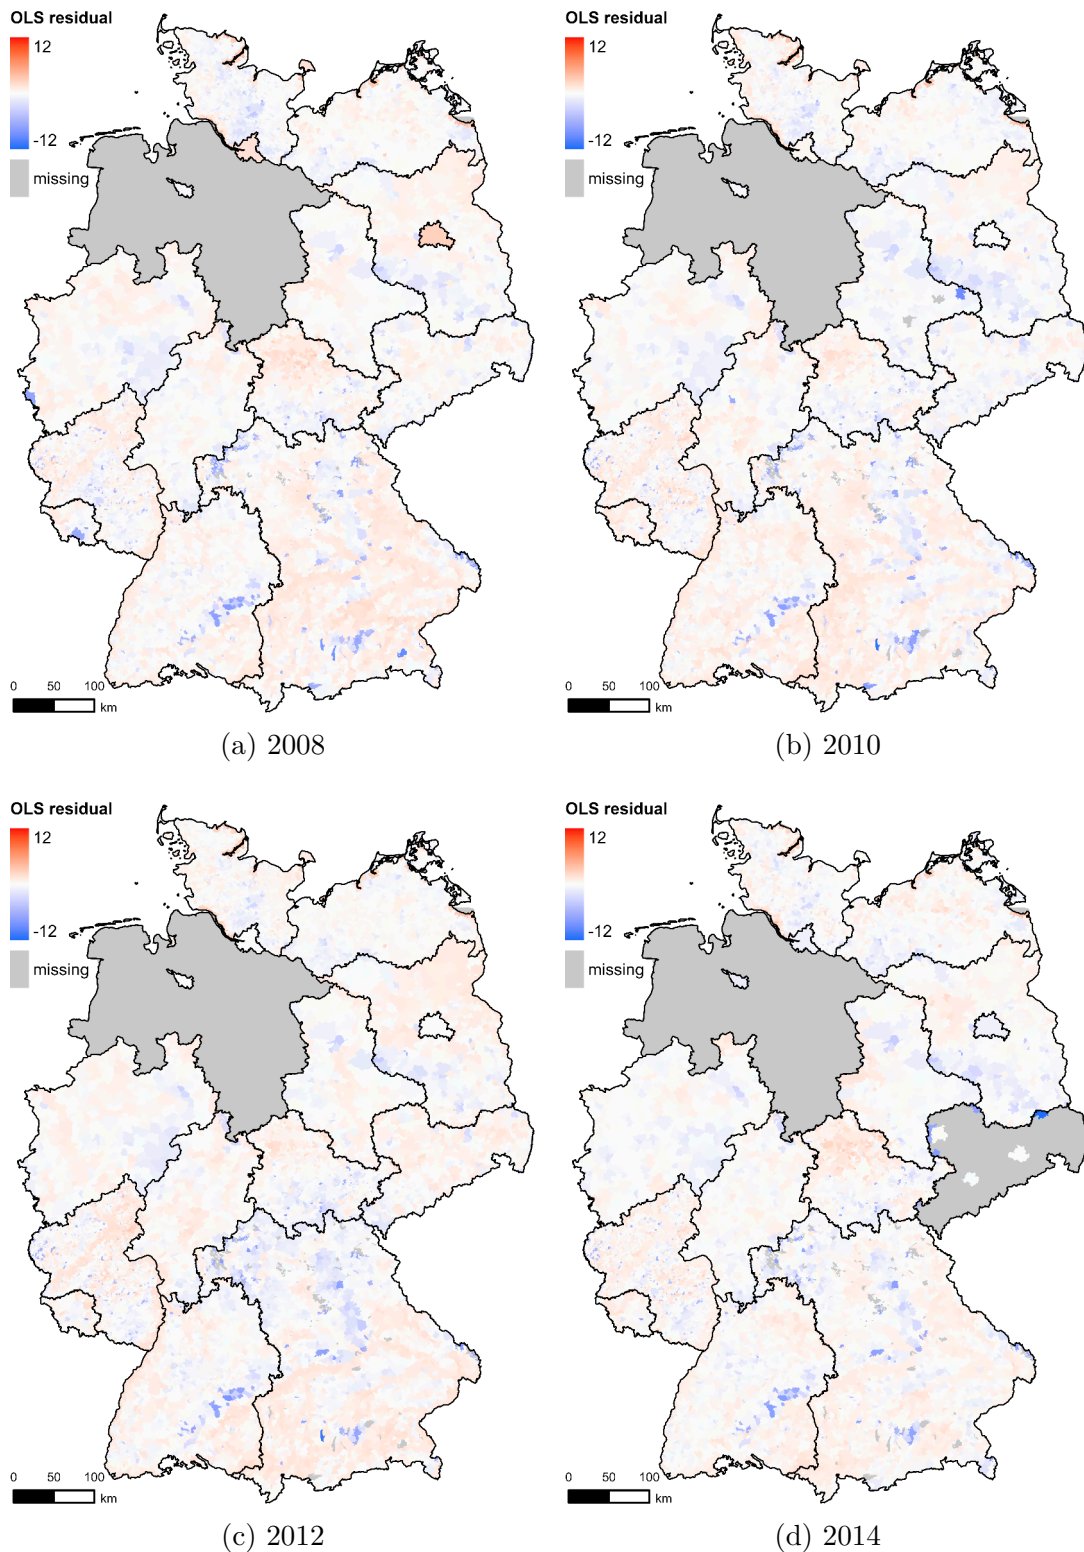 OLS residual
12
-12
missing
0 50 100
km
(a) 2008
OLS residual
12
-12
missing
0 50 100
km
(b) 2010
OLS residual
12
-12
missing
0 50 100
km
(c) 2012
OLS residual
12
-12
missing
0 50 100
km
(d) 2014